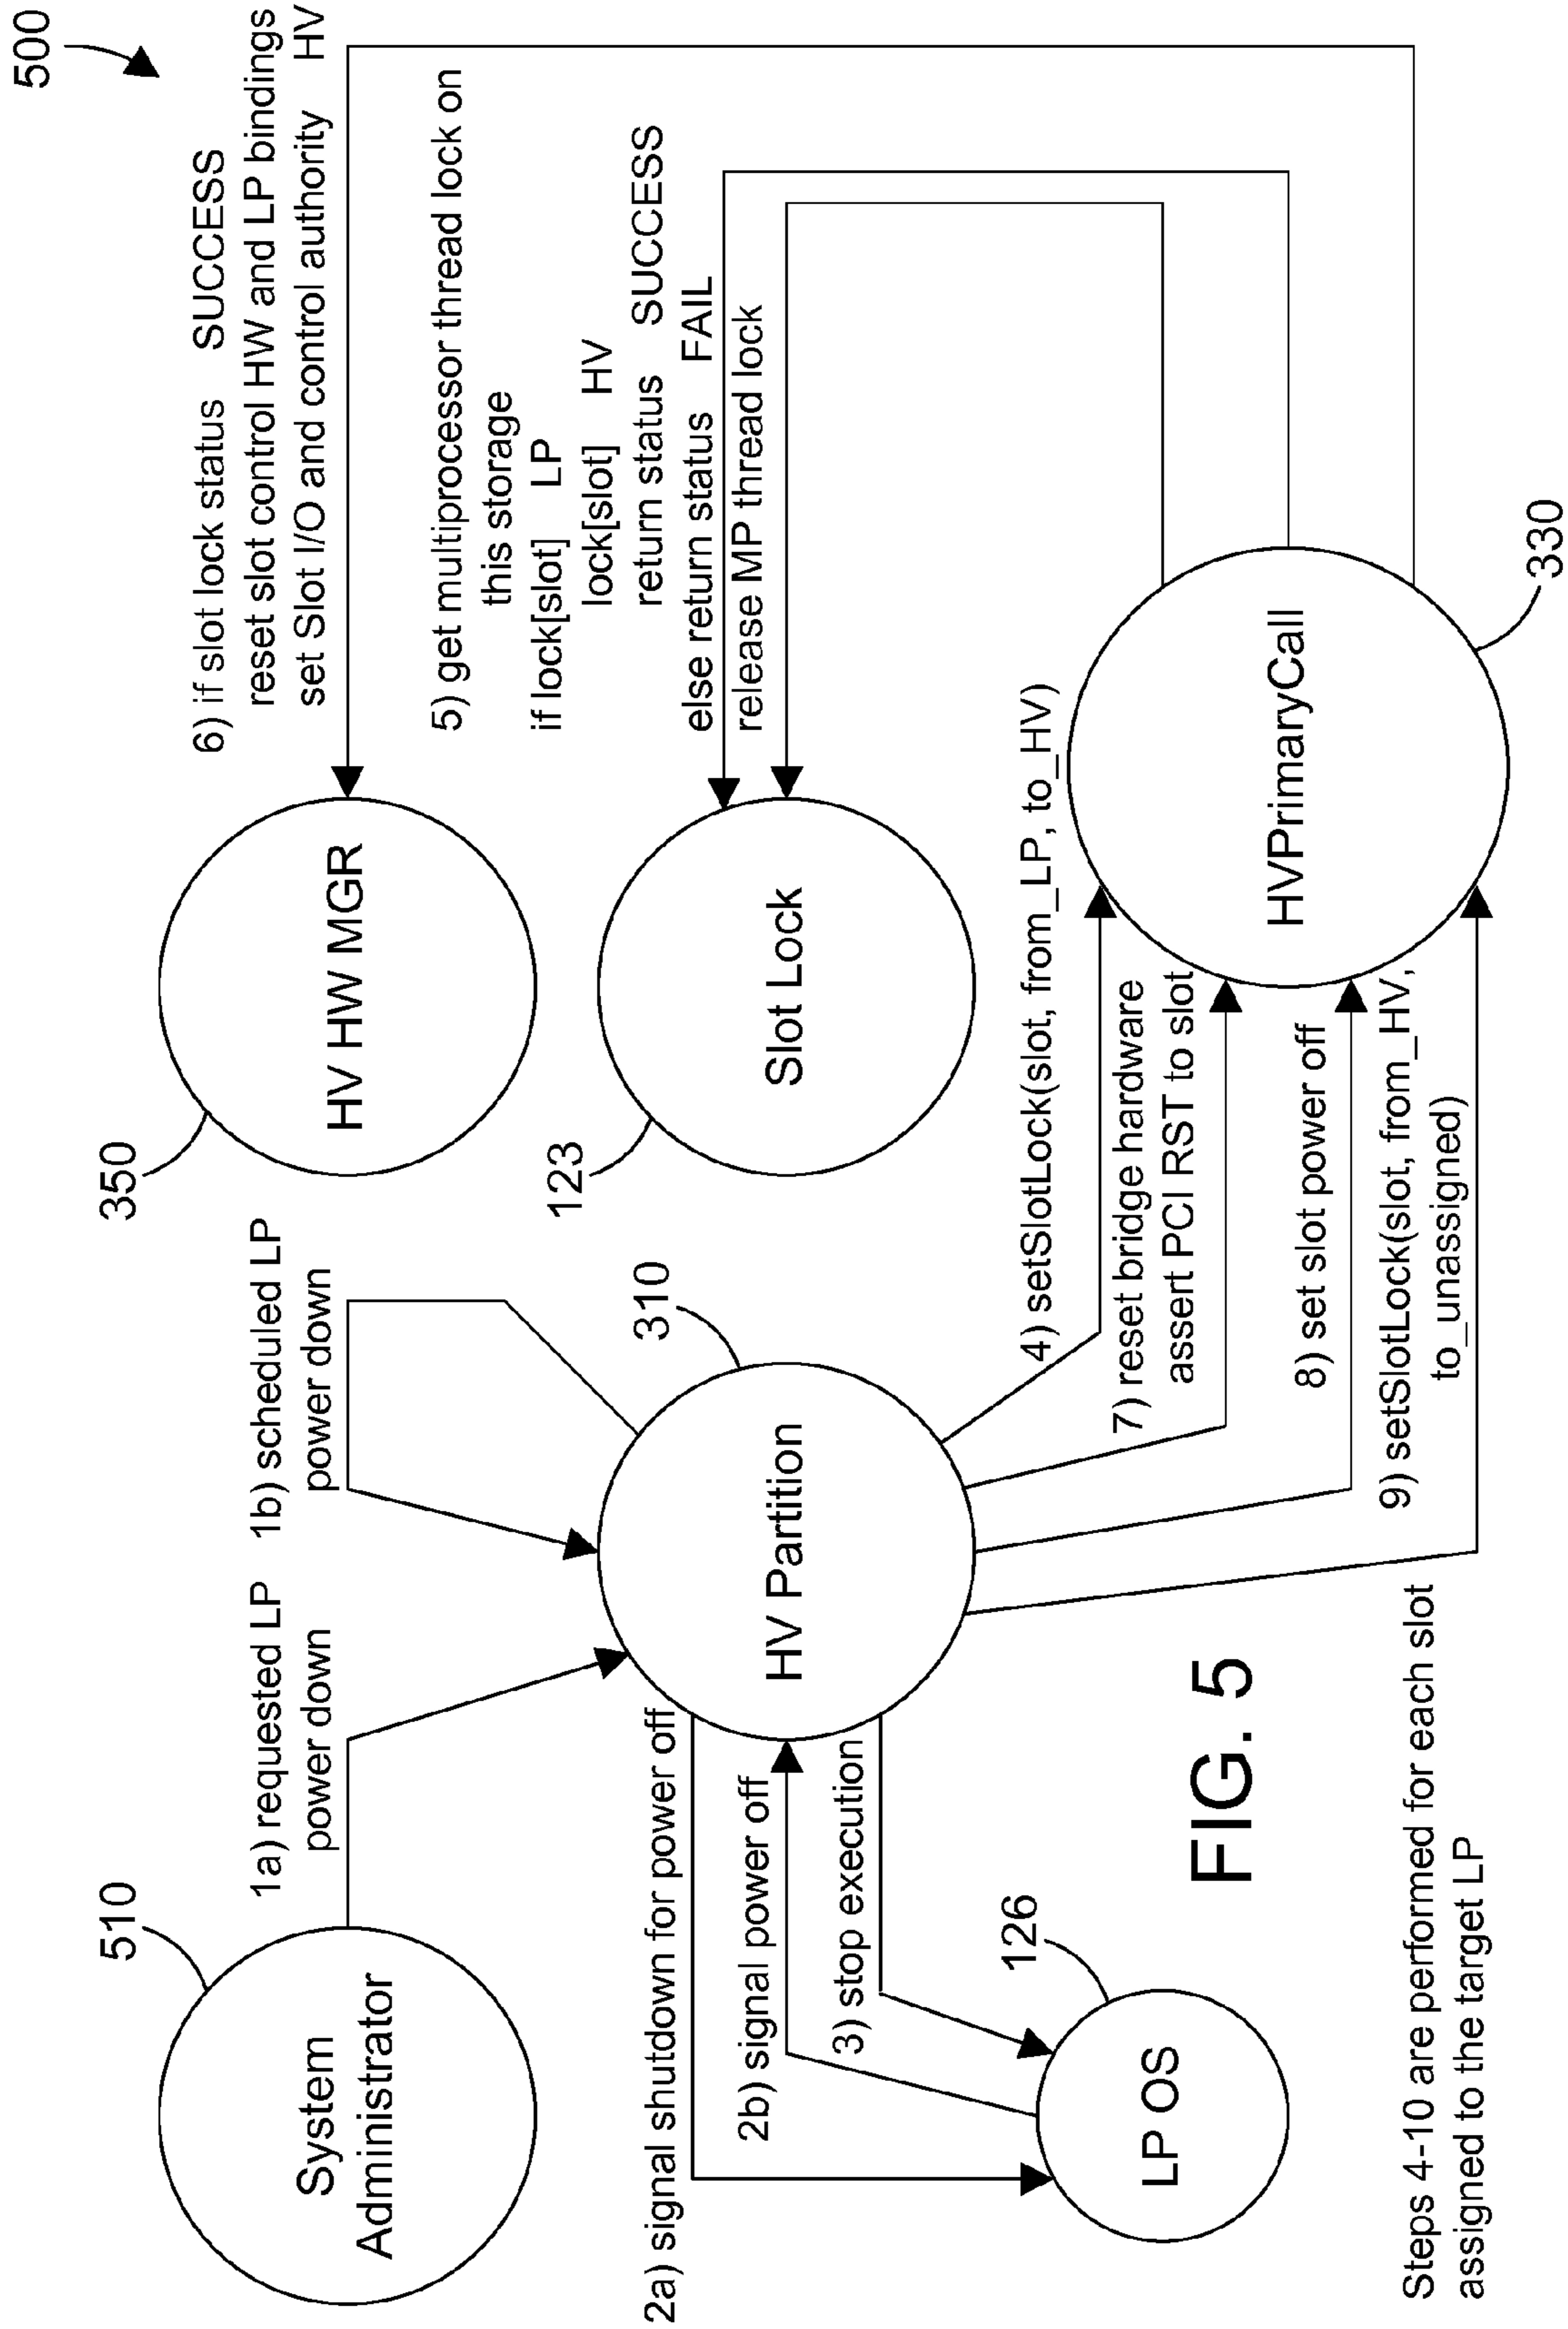 500
510
System
Administrator
1a) requested LP
power down
1b) scheduled LP
power down
350
HV HW MGR
6) if slot lock status SUCCESS
reset slot control HW and LP bindings
set Slot I/O and control authority HV
5) get multiprocessor thread lock on
this storage
if lock[slot] LP
lock[slot] HV
return status SUCCESS
else return status FAIL
release MP thread lock
123
Slot Lock
310
HV Partition
2a) signal shutdown for power off
2b) signal power off
3) stop execution
126
LP OS
4) setSlotLock(slot, from_LP, to_HV)
7) reset bridge hardware
assert PCI RST to slot
8) set slot power off
9) setSlotLock(slot, from_HV,
to_unassigned)
HVPrimaryCall
330
FIG. 5
Steps 4-10 are performed for each slot
assigned to the target LP